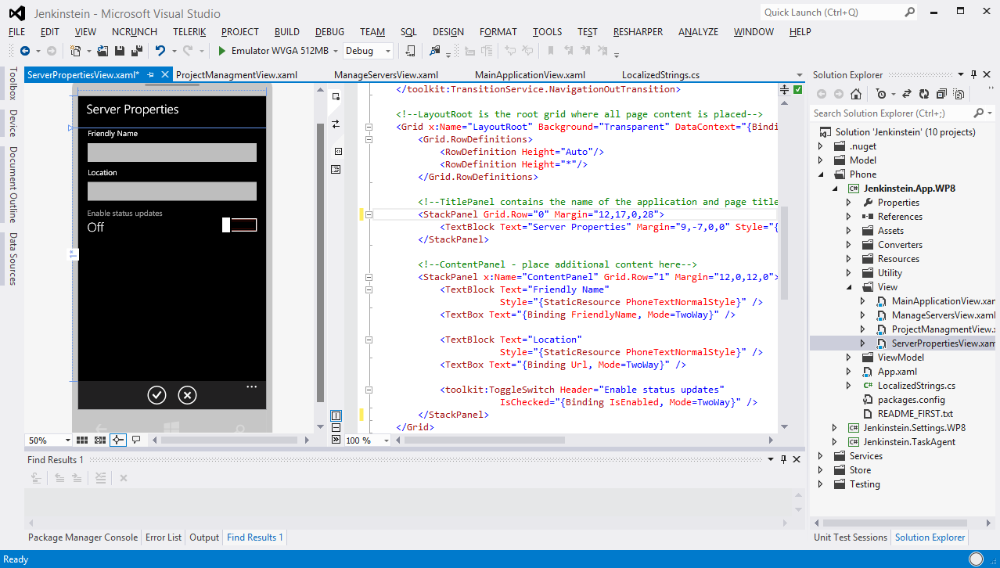 Jenkinstein - Microsoft Visual Studio
Quick Launch (Ctrl+Q)
FILE EDIT VIEW NCRUNCH TELERIK PROJECT BUILD DEBUG TEAM SQL DESIGN FORMAT TOOLS TEST RESHARPER ANALYZE WINDOW HELP
Emulator WVGA 512MB Debug
Toolbox
Device
Document Outline
Data Sources
ServerPropertiesView.xaml* ProjectManagmentView.xaml ManageServersView.xaml MainApplicationView.xaml LocalizedStrings.cs
Server Properties
Friendly Name
Location
Enable status updates
Off
50%
</toolkit:TransitionService.NavigationOutTransition>
<!--LayoutRoot is the root grid where all page content is placed-->
<Grid x:Name="LayoutRoot" Background="Transparent" DataContext="{Bindi
<Grid.RowDefinitions>
<RowDefinition Height="Auto"/>
<RowDefinition Height="*"/>
</Grid.RowDefinitions>
<!--TitlePanel contains the name of the application and page title
<StackPanel Grid.Row="0" Margin="12,17,0,28">
<TextBlock Text="Server Properties" Margin="9,-7,0,0" Style="{
</StackPanel>
<!--ContentPanel - place additional content here-->
<StackPanel x:Name="ContentPanel" Grid.Row="1" Margin="12,0,12,0">
<TextBlock Text="Friendly Name"
Style="{StaticResource PhoneTextNormalStyle}" />
<TextBox Text="{Binding FriendlyName, Mode=TwoWay}" />
<TextBlock Text="Location"
Style="{StaticResource PhoneTextNormalStyle}" />
<TextBox Text="{Binding Url, Mode=TwoWay}" />
<toolkit:ToggleSwitch Header="Enable status updates"
IsChecked="{Binding IsEnabled, Mode=TwoWay}" />
</StackPanel>
</Grid>
100 %
Solution Explorer
Search Solution Explorer (Ctrl+;)
Solution 'Jenkinstein' (10 projects)
.nuget
Model
Phone
Jenkinstein.App.WP8
Properties
References
Assets
Converters
Resources
Utility
View
MainApplicationView.xam
ManageServersView.xaml
ProjectManagmentView.x
ServerPropertiesView.xam
ViewModel
App.xaml
LocalizedStrings.cs
packages.config
README_FIRST.txt
Jenkinstein.Settings.WP8
Jenkinstein.TaskAgent
Services
Store
Testing
Find Results 1
Package Manager Console Error List Output Find Results 1
Unit Test Sessions Solution Explorer
Ready